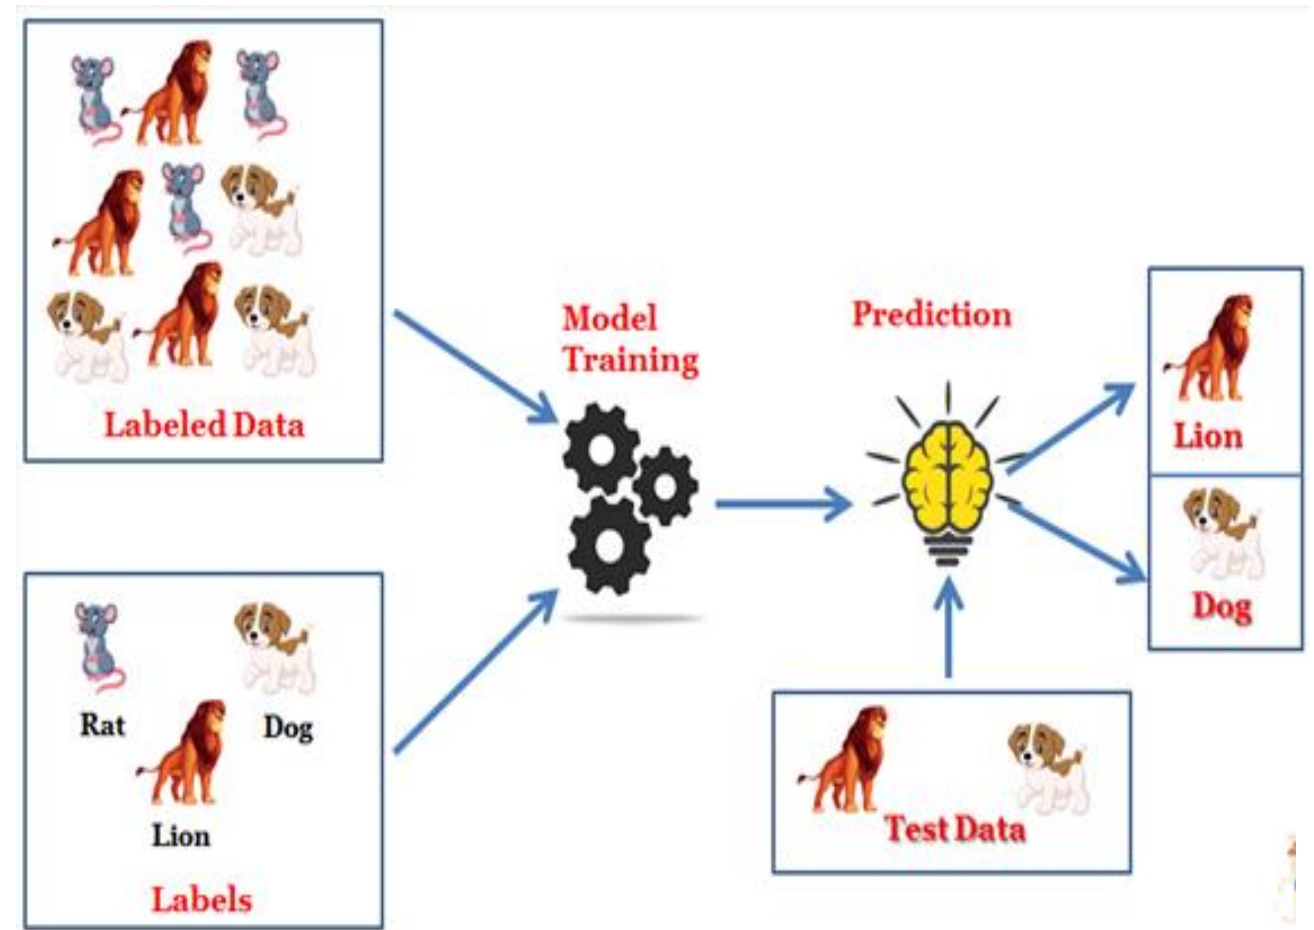 Labeled Data
Model
Training
Prediction
Lion
Dog
Rat
Dog
Lion
Labels
Test Data